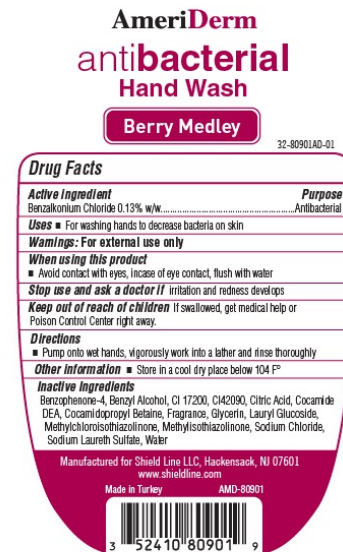 AmeriDerm
antibacterial
Hand Wash
Berry Medley
32-80901AD-01
Drug Facts
Active ingredient Purpose
Benzalkonium Chloride 0.13% w/w......................................................Antibacterial
Uses ▪ For washing hands to decrease bacteria on skin
Warnings: For external use only
When using this product
▪ Avoid contact with eyes, incase of eye contact, flush with water
Stop use and ask a doctor if irritation and redness develops
Keep out of reach of children If swallowed, get medical help or
Poison Control Center right away.
Directions
▪ Pump onto wet hands, vigorously work into a lather and rinse thoroughly
Other information ▪ Store in a cool dry place below 104 F°
Inactive Ingredients
Benzophenone-4, Benzyl Alcohol, CI 17200, CI42090, Citric Acid, Cocamide
DEA, Cocamidopropyl Betaine, Fragrance, Glycerin, Lauryl Glucoside,
Methylchloroisothiazolinone, Methylisothiazolinone, Sodium Chloride,
Sodium Laureth Sulfate, Water
Manufactured for Shield Line LLC, Hackensack, NJ 07601
www.shieldline.com
Made in Turkey AMD-80901
3 52410 80901 9